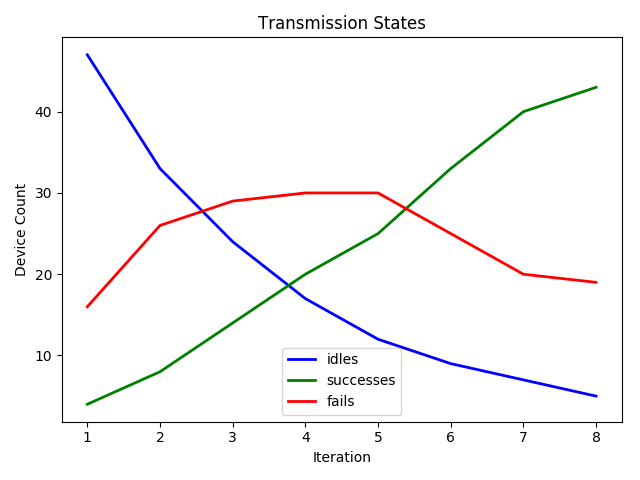 Transmission States
Device Count
40
30
20
10
idles
successes
fails
1 2 3 4 5 6 7 8
Iteration